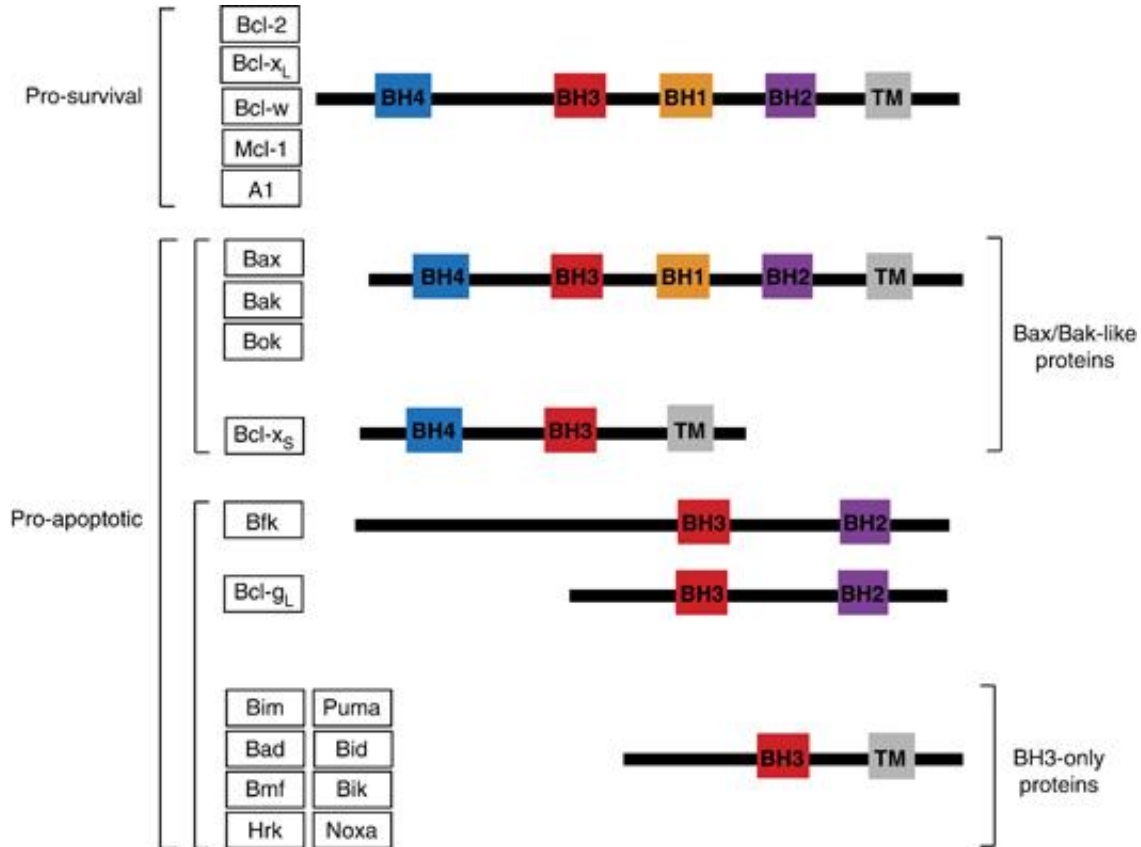 Pro-survival
Bcl-2
Bcl-xL
Bcl-w
Mcl-1
A1
BH4 BH3 BH1 BH2 TM
Pro-apoptotic
Bax
Bak
Bok
BH4 BH3 BH1 BH2 TM
Bcl-xS
BH4 BH3 TM
Bax/Bak-like
proteins
Bfk
BH3 BH2
Bcl-gL
BH3 BH2
Bim Puma
Bad Bid
Bmf Bik
Hrk Noxa
BH3 TM
BH3-only
proteins